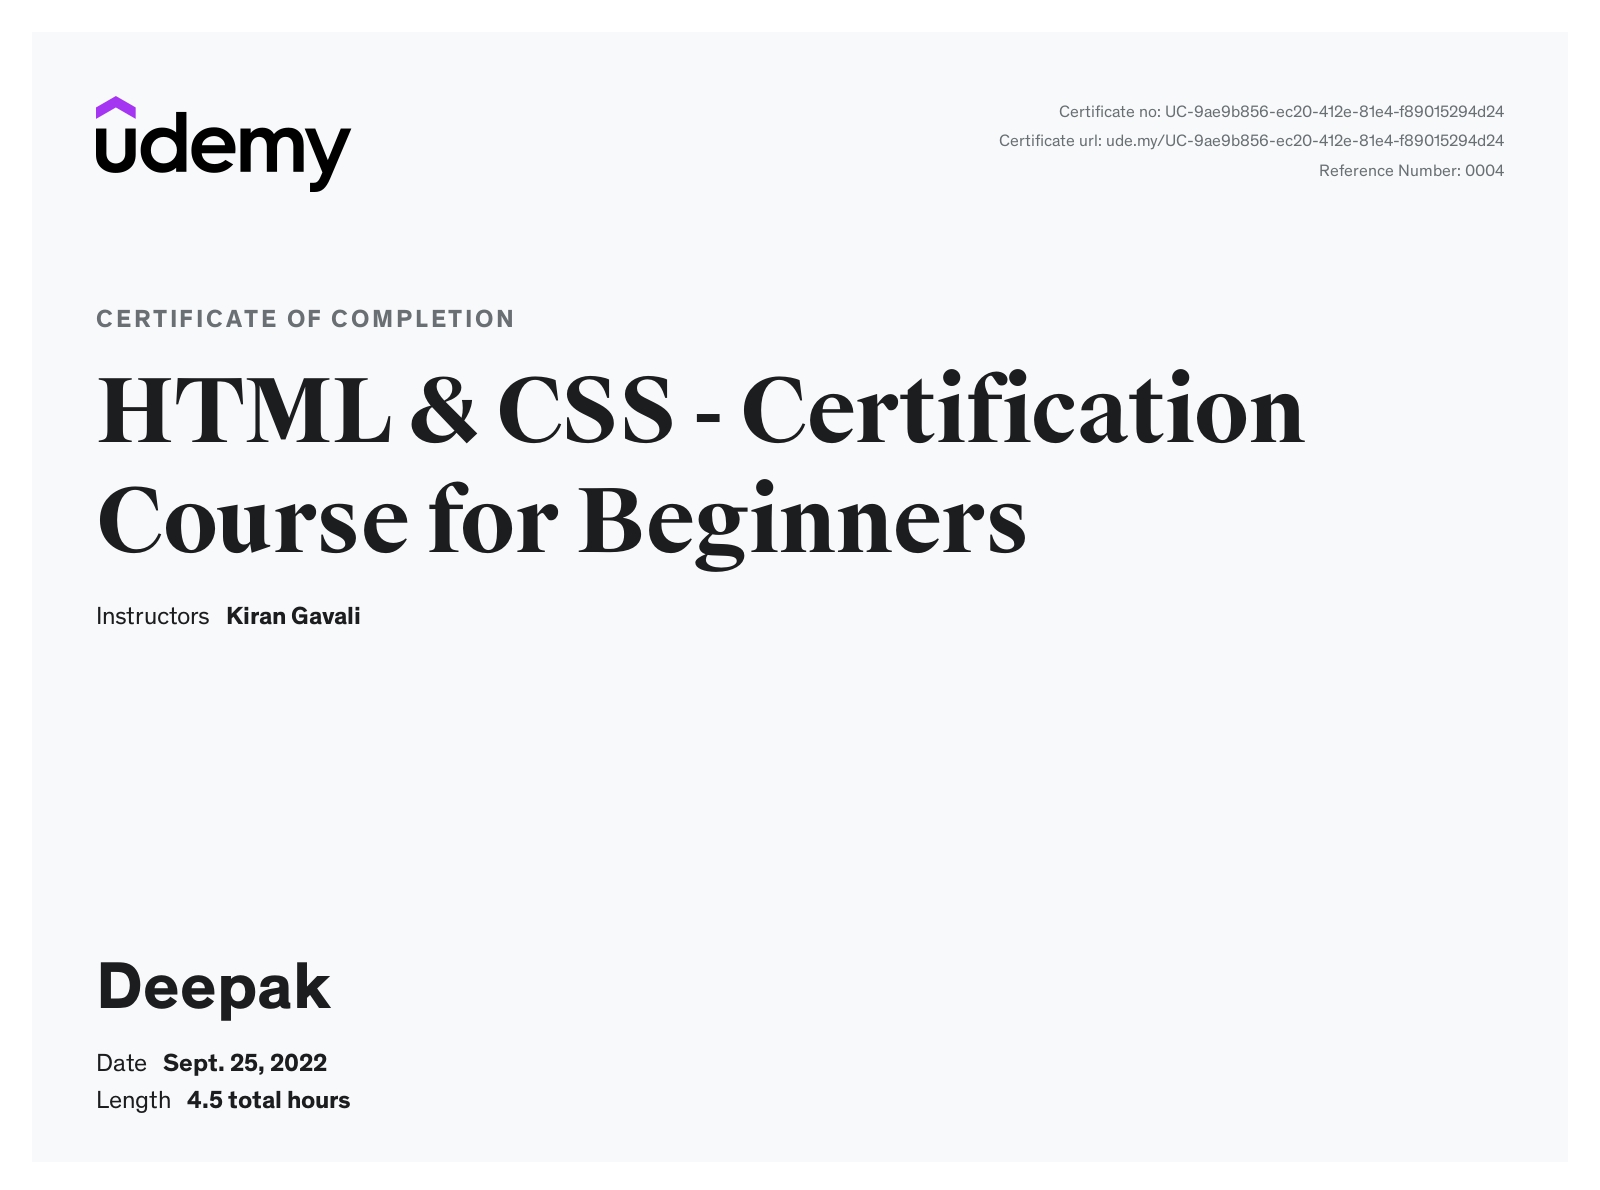 udemy
Certificate no: UC-9ae9b856-ec20-412e-81e4-f89015294d24
Certificate url: ude.my/UC-9ae9b856-ec20-412e-81e4-f89015294d24
Reference Number: 0004
CERTIFICATE OF COMPLETION
HTML & CSS - Certification
Course for Beginners
Instructors Kiran Gavali
Deepak
Date Sept. 25, 2022
Length 4.5 total hours